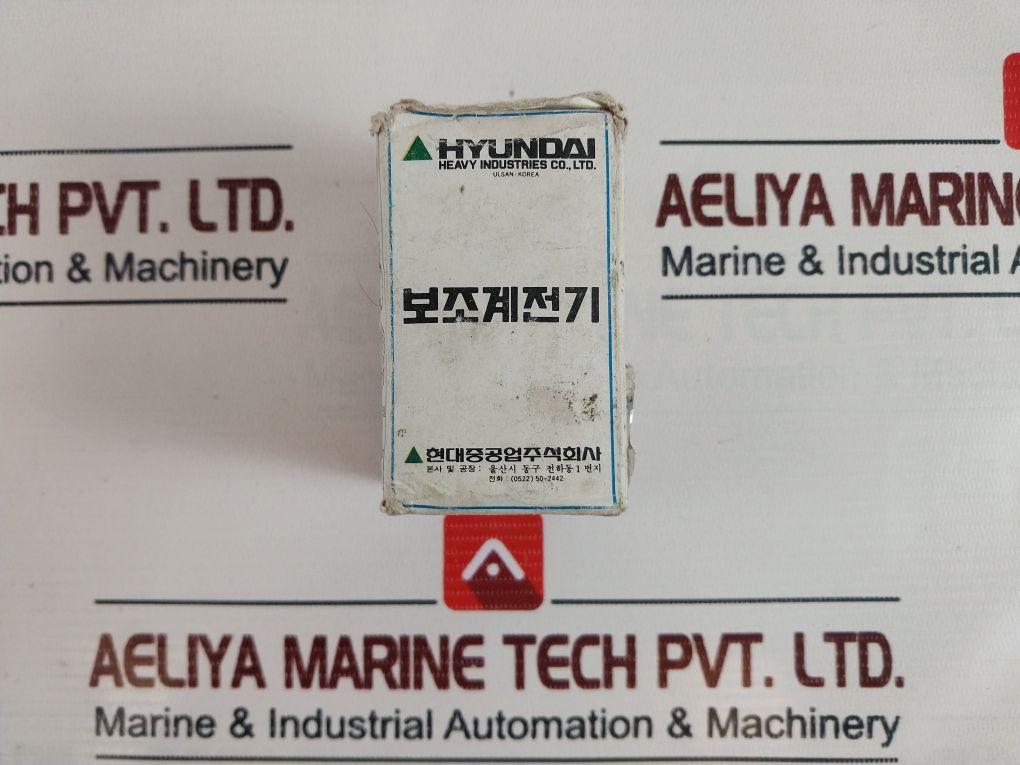 HYUNDAI
HEAVY INDUSTRIES CO., LTD.
ULSAN · KOREA
보조계전기
현대중공업주식회사
본사 및 공장 : 울산시 동구 전하동 1 번지
전화 : (0522) 50-2442
CH PVT. LTD.
tion & Machinery
AELIYA MARINE
Marine & Industrial A
AELIYA MARINE TECH PVT. LTD.
Marine & Industrial Automation & Machinery